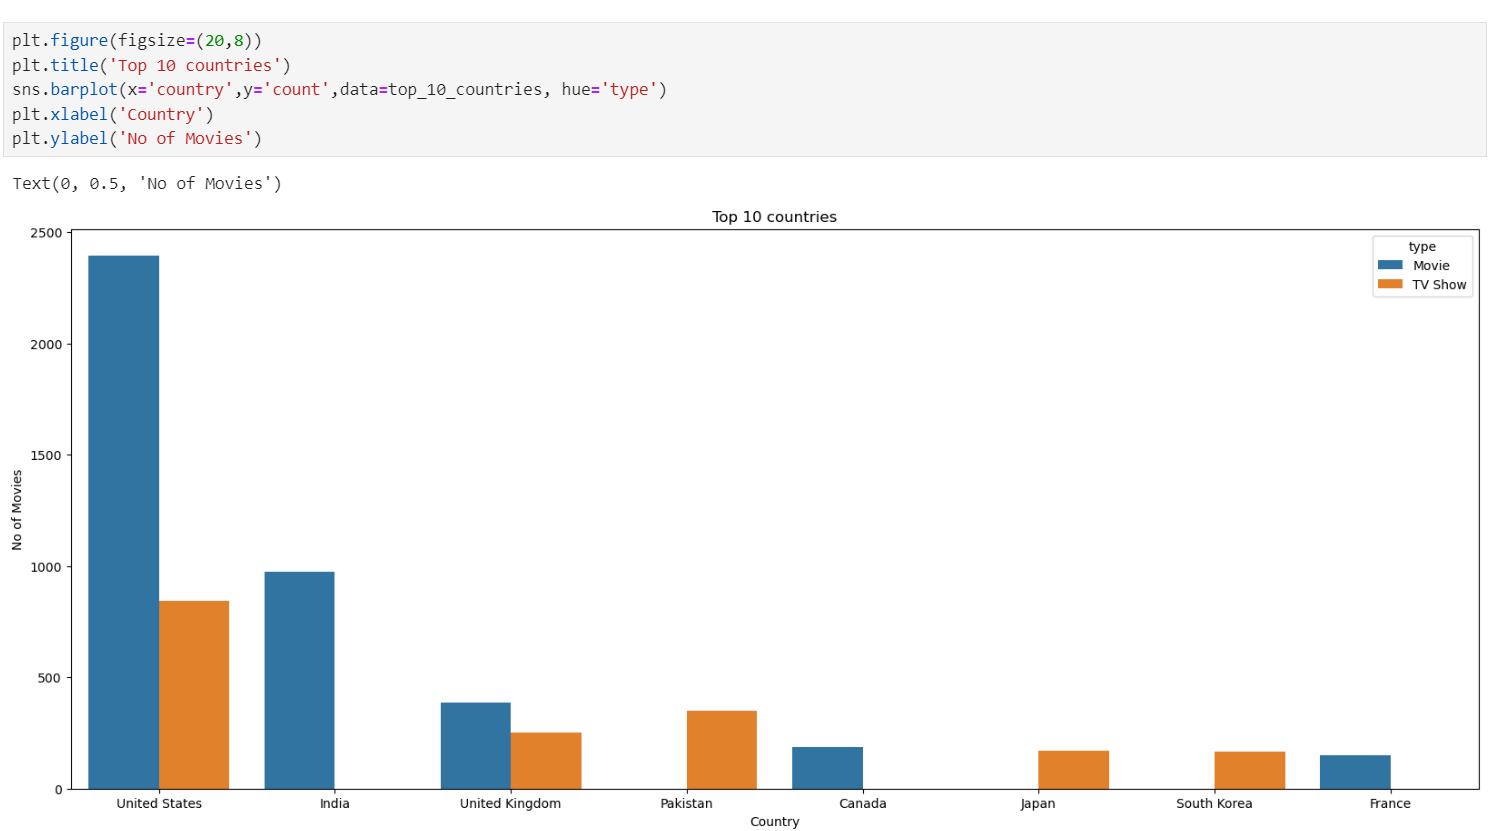 plt.figure(figsize=(20,8))
plt.title('Top 10 countries')
sns.barplot(x='country',y='count',data=top_10_countries, hue='type')
plt.xlabel('Country')
plt.ylabel('No of Movies')
Text(0, 0.5, 'No of Movies')
Top 10 countries
2500
2000
1500
1000
500
0
No of Movies
type
Movie
TV Show
United States India United Kingdom Pakistan Canada Japan South Korea France
Country